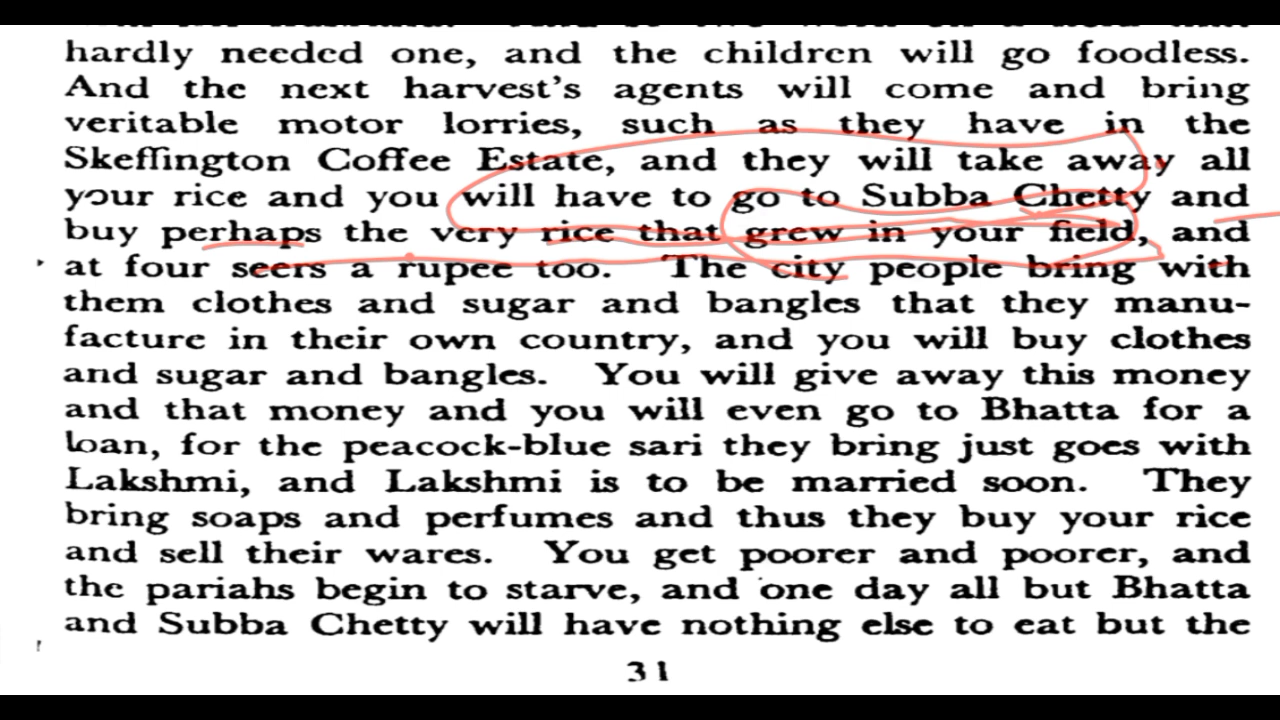 hardly needed one, and the children will go foodless.
And the next harvest's agents will come and bring
veritable motor lorries, such as they have in the
Skeffington Coffee Estate, and they will take away all
your rice and you will have to go to Subba Chetty and
buy perhaps the very rice that grew in your field, and
at four seers a rupee too. The city people bring with
them clothes and sugar and bangles that they manu-
facture in their own country, and you will buy clothes
and sugar and bangles. You will give away this money
and that money and you will even go to Bhatta for a
loan, for the peacock-blue sari they bring just goes with
Lakshmi, and Lakshmi is to be married soon. They
bring soaps and perfumes and thus they buy your rice
and sell their wares. You get poorer and poorer, and
the pariahs begin to starve, and one day all but Bhatta
and Subba Chetty will have nothing else to eat but the
31